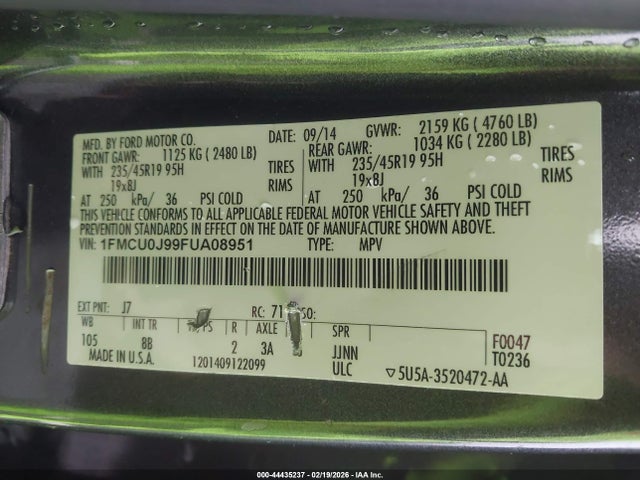 MFD. BY FORD MOTOR CO. DATE: 09/14 GVWR: 2159 KG ( 4760 LB)
FRONT GAWR: 1125 KG ( 2480 LB) REAR GAWR: 1034 KG ( 2280 LB)
WITH 235/45R19 95H TIRES WITH 235/45R19 95H TIRES
19x8J RIMS 19x8J RIMS
AT 250 kPa/ 36 PSI COLD AT 250 kPa/ 36 PSI COLD
THIS VEHICLE CONFORMS TO ALL APPLICABLE FEDERAL MOTOR VEHICLE SAFETY AND THEFT
PREVENTION STANDARDS IN EFFECT ON THE DATE OF MANUFACTURE SHOWN ABOVE.
VIN: 1FMCU0J99FUA08951 TYPE: MPV
EXT PNT: J7 RC: 71 DSO:
WB INT TR R AXLE SPR
105 8B 2 3A JJNN F0047
MADE IN U.S.A. 1201409122099 ULC ▽5U5A-3520472-AA T0236
000-44435237 - 02/19/2026 - IAA Inc.